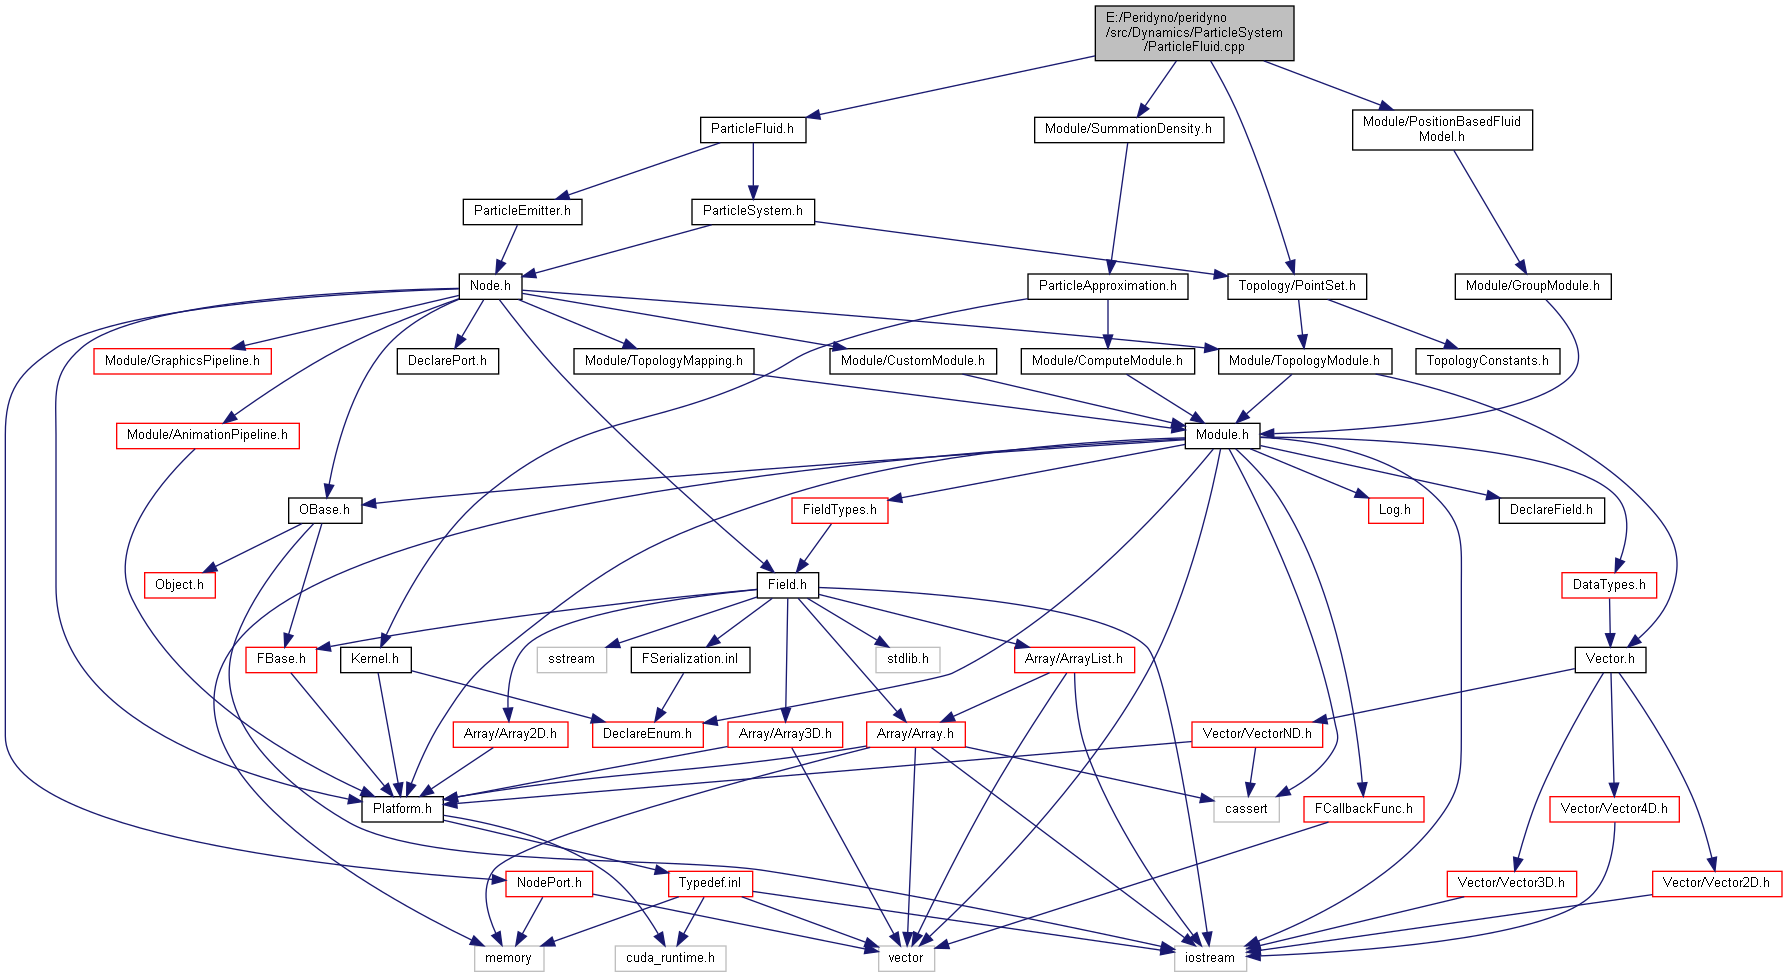 E:/Peridyno/peridyno
/src/Dynamics/ParticleSystem
/ParticleFluid.cpp
ParticleFluid.h
Module/SummationDensity.h
Module/PositionBasedFluid
Model.h
ParticleEmitter.h
ParticleSystem.h
Node.h
ParticleApproximation.h
Topology/PointSet.h
Module/GroupModule.h
Module/GraphicsPipeline.h
DeclarePort.h
Module/TopologyMapping.h
Module/CustomModule.h
Module/ComputeModule.h
Module/TopologyModule.h
TopologyConstants.h
Module/AnimationPipeline.h
Module.h
OBase.h
FieldTypes.h
Log.h
DeclareField.h
Object.h
Field.h
DataTypes.h
FBase.h
Kernel.h
sstream
FSerialization.inl
stdlib.h
Array/ArrayList.h
Vector.h
Array/Array2D.h
DeclareEnum.h
Array/Array3D.h
Array/Array.h
Vector/VectorND.h
Platform.h
cassert
FCallbackFunc.h
Vector/Vector4D.h
NodePort.h
Typedef.inl
Vector/Vector3D.h
Vector/Vector2D.h
memory
cuda_runtime.h
vector
iostream